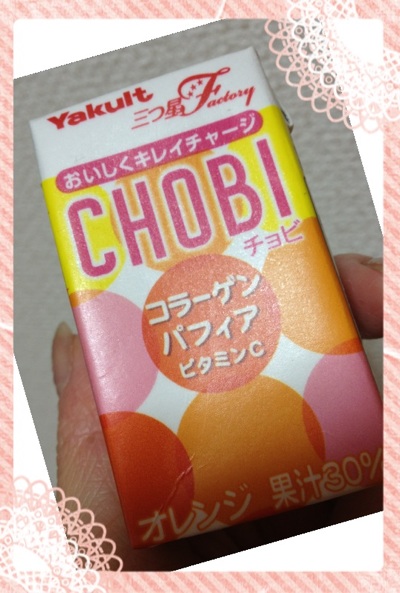 Yakult
三つ星Factory
おいしくキレイチャージ
CHOBI
チョビ
コラーゲン
パフィア
ビタミンC
オレンジ 果汁30%